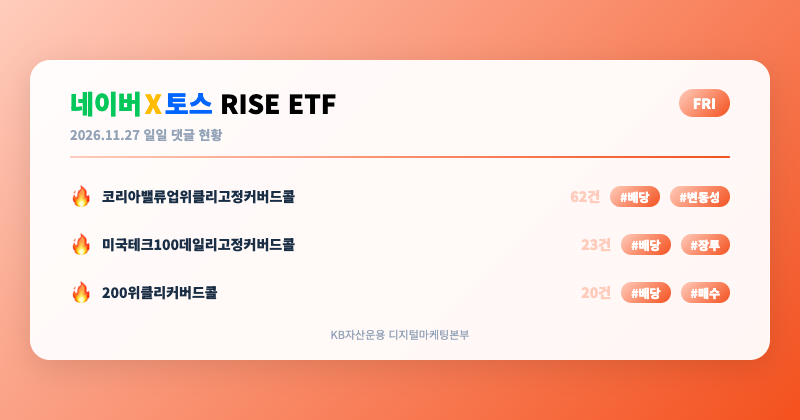 네이버 X 토스 RISE ETF
FRI
2026.11.27 일일 댓글 현황
코리아밸류업위클리고정커버드콜 62건 #배당 #변동성
미국테크100데일리고정커버드콜 23건 #배당 #장투
200위클리커버드콜 20건 #배당 #매수
KB자산운용 디지털마케팅본부